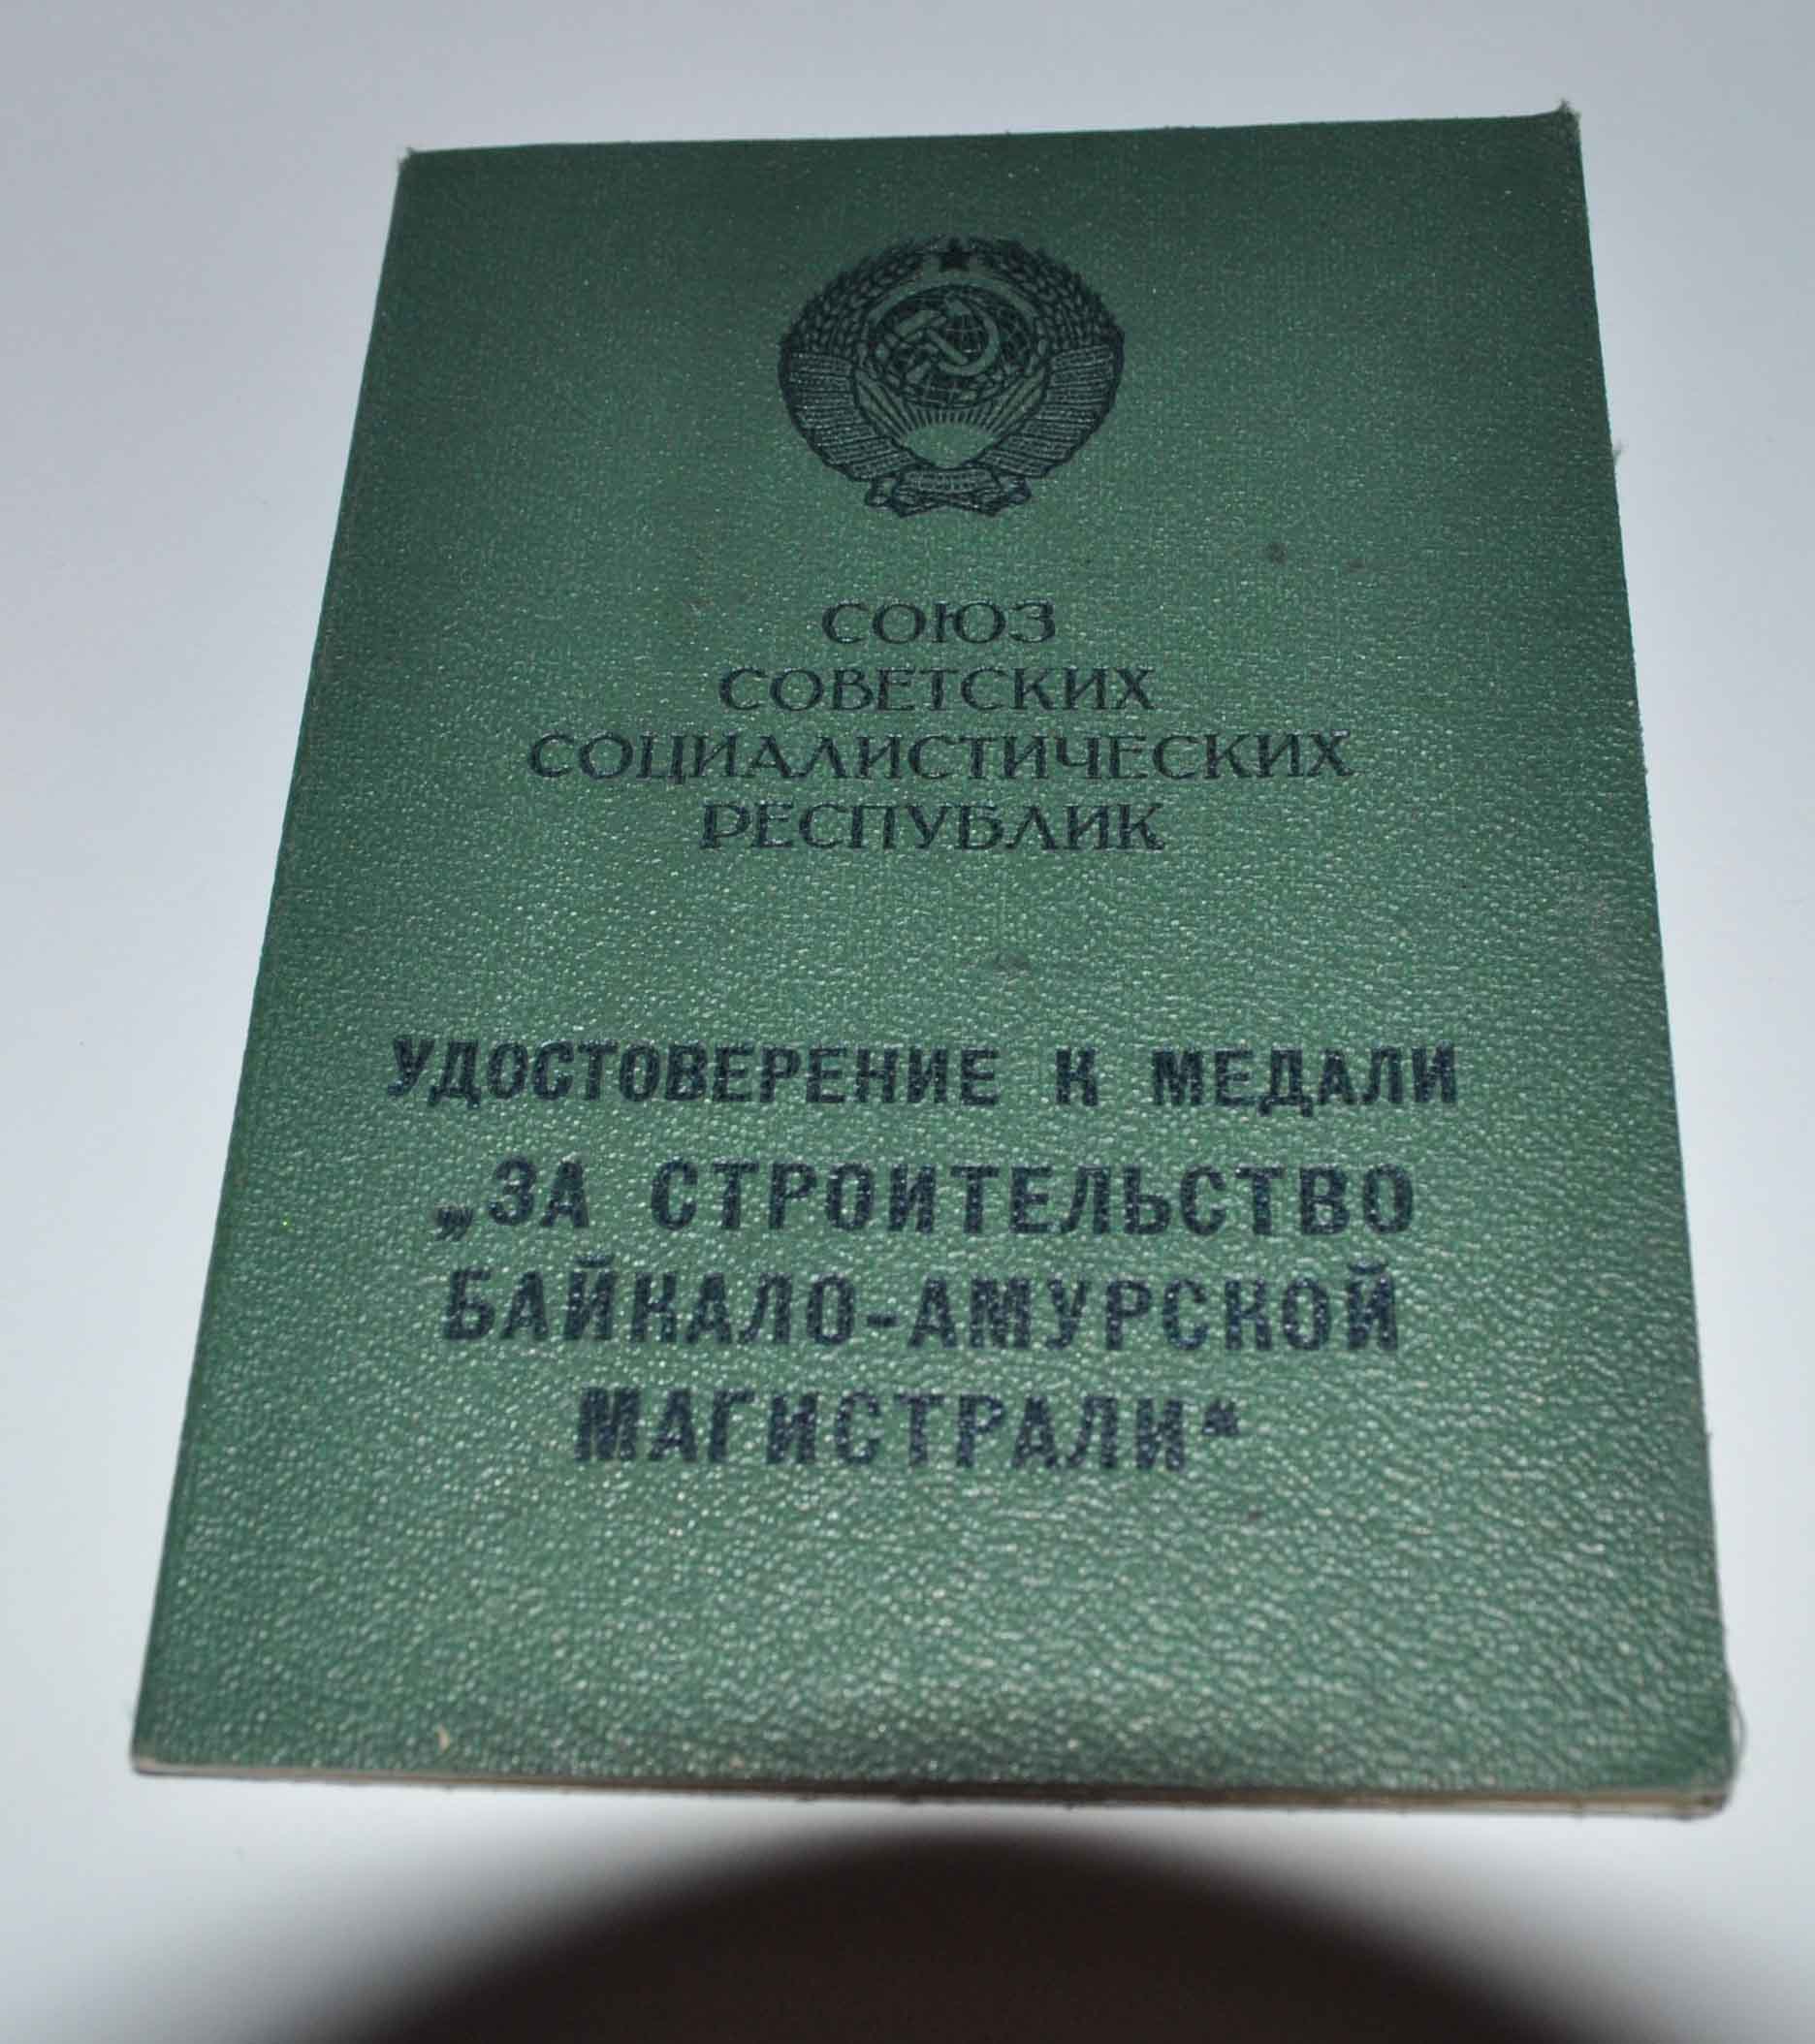 СОЮЗ
СОВЕТСКИХ
СОЦИАЛИСТИЧЕСКИХ
РЕСПУБЛИК
УДОСТОВЕРЕНИЕ К МЕДАЛИ
„ЗА СТРОИТЕЛЬСТВО
БАЙКАЛО-АМУРСКОЙ
МАГИСТРАЛИ“